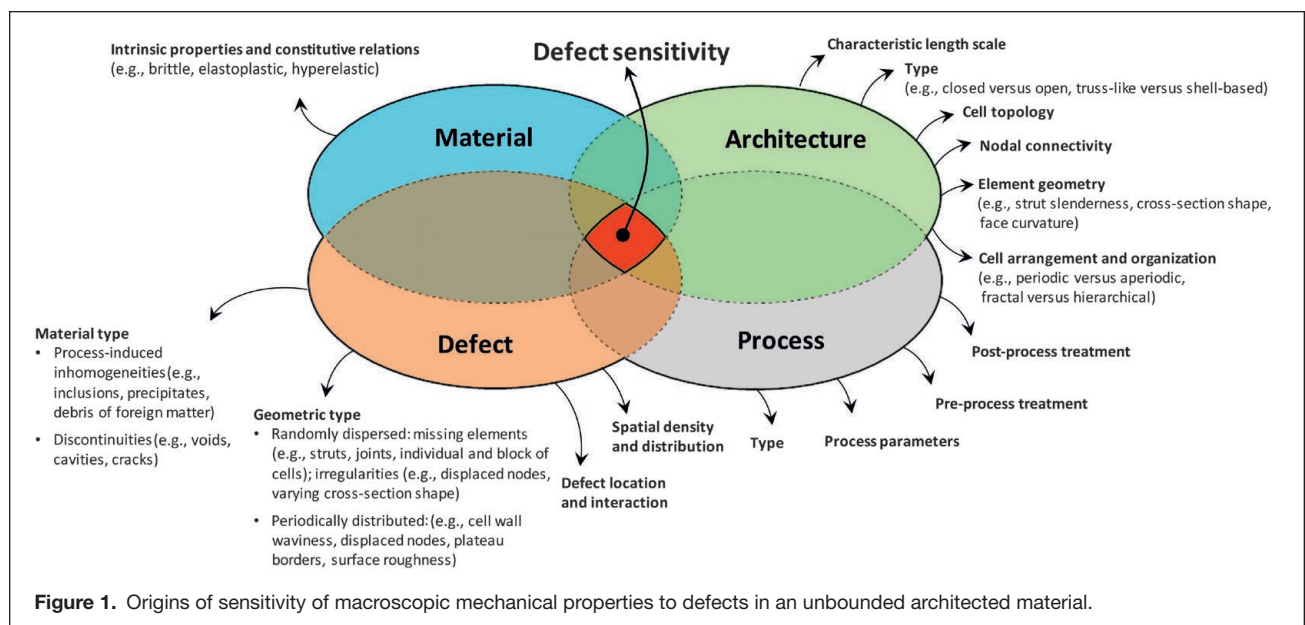 Intrinsic properties and constitutive relations
(e.g., brittle, elastoplastic, hyperelastic)
Defect sensitivity
Characteristic length scale
Type
(e.g., closed versus open, truss-like versus shell-based)
Cell topology
Nodal connectivity
Element geometry
(e.g., strut slenderness, cross-section shape,
face curvature)
Cell arrangement and organization
(e.g., periodic versus aperiodic,
fractal versus hierarchical)
Material
Architecture
Defect
Process
Post-process treatment
Pre-process treatment
Process parameters
Type
Spatial density
and distribution
Defect location
and interaction
Material type
• Process-induced
inhomogeneities (e.g.,
inclusions, precipitates,
debris of foreign matter)
• Discontinuities (e.g., voids,
cavities, cracks)
Geometric type
• Randomly dispersed: missing elements
(e.g., struts, joints, individual and block of
cells); irregularities (e.g., displaced nodes,
varying cross-section shape)
• Periodically distributed: (e.g., cell wall
waviness, displaced nodes, plateau
borders, surface roughness)
Figure 1. Origins of sensitivity of macroscopic mechanical properties to defects in an unbounded architected material.